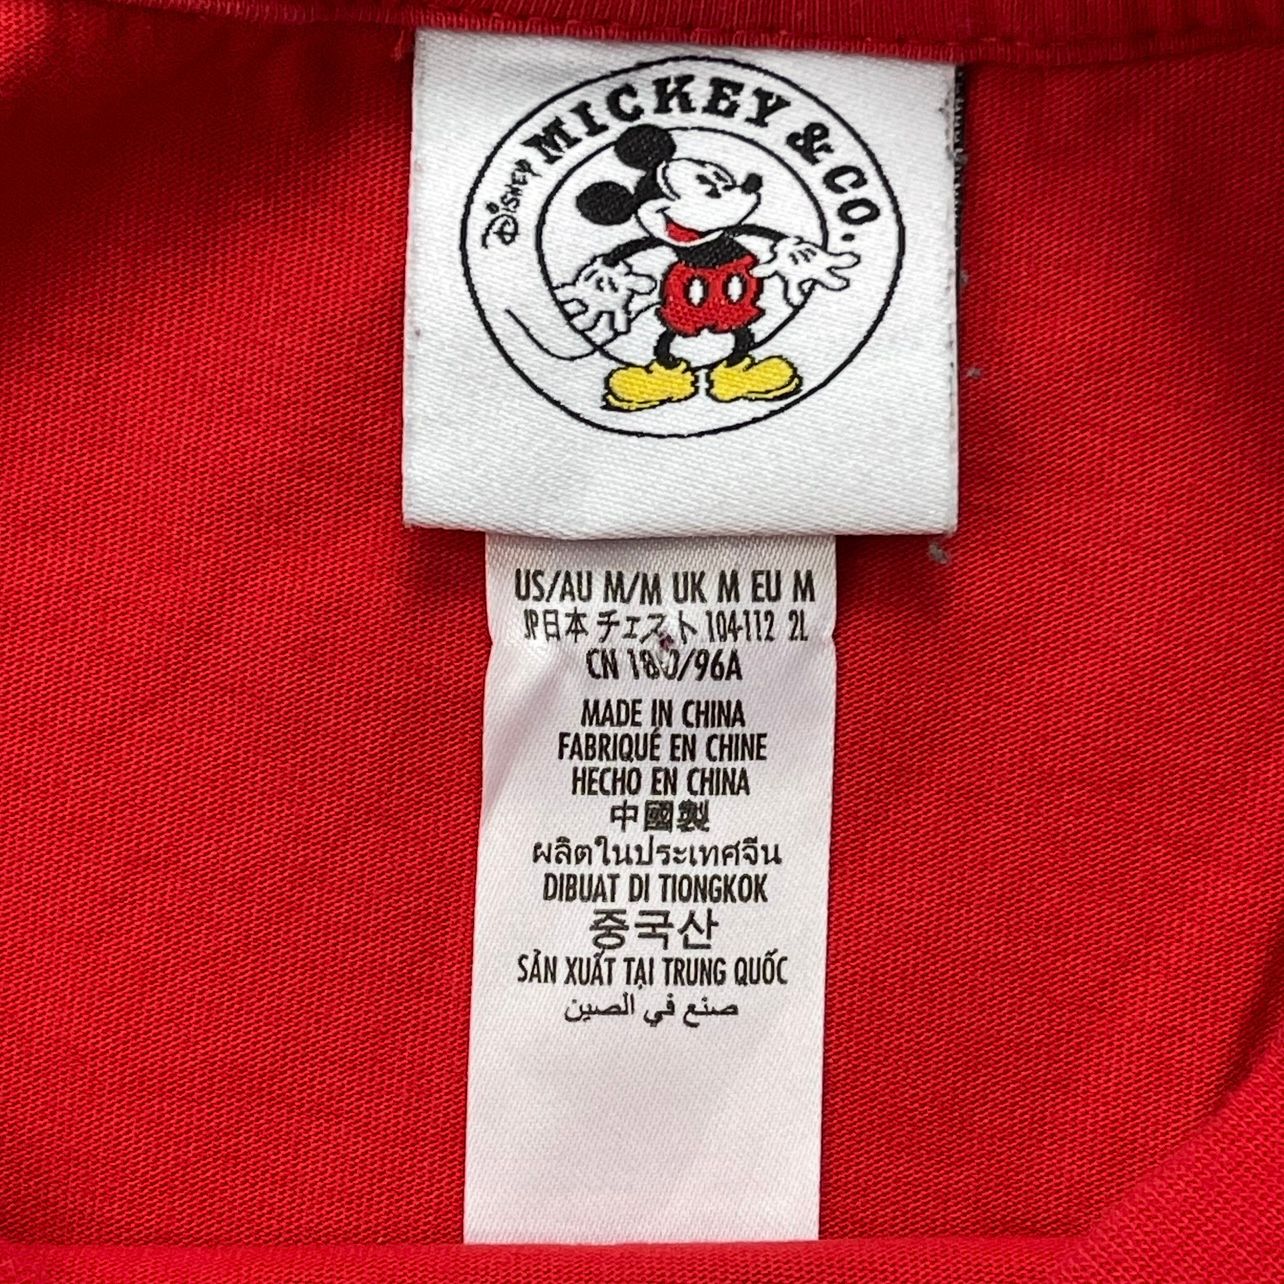 DISNEY MICKEY & CO.
US/AU M/M UK M EU M
JP日本 チェスト 104-112 2L
CN 180/96A
MADE IN CHINA
FABRIQUÉ EN CHINE
HECHO EN CHINA
中國製
ผลิตในประเทศจีน
DIBUAT DI TIONGKOK
중국산
SẢN XUẤT TẠI TRUNG QUỐC
صنع في الصين